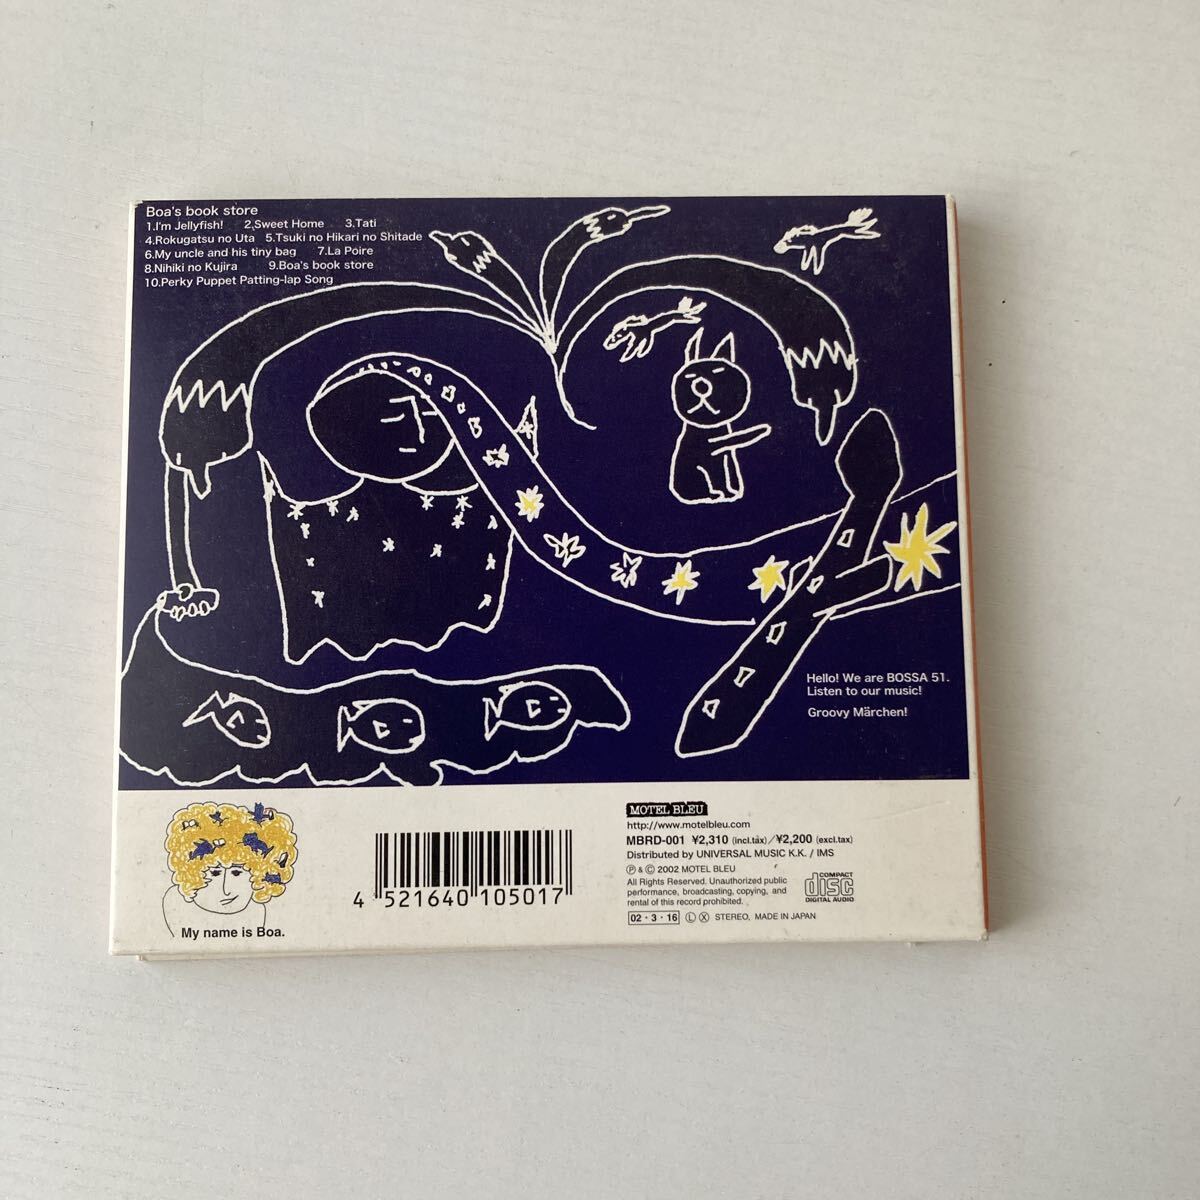 Boa's book store
1.I'm Jellyfish! 2,Sweet Home 3.Tati
4.Rokugatsu no Uta 5.Tsuki no Hikari no Shitade
6.My uncle and his tiny bag 7.La Poire
8.Nihiki no Kujira 9.Boa's book store
10.Perky Puppet Patting-lap Song
Hello! We are BOSSA 51.
Listen to our music!
Groovy Märchen!
My name is Boa.
4 521640 105017
MOTEL BLEU
http://www.motelbleu.com
MBRD-001 ¥2,310 (incl.tax)/¥2,200 (excl.tax)
Distributed by UNIVERSAL MUSIC K.K. / IMS
Ⓟ & Ⓒ 2002 MOTEL BLEU
All Rights Reserved. Unauthorized public
performance, broadcasting, copying, and
rental of this record prohibited.
02・3・16 Ⓛ Ⓧ STEREO, MADE IN JAPAN
COMPACT
disc
DIGITAL AUDIO